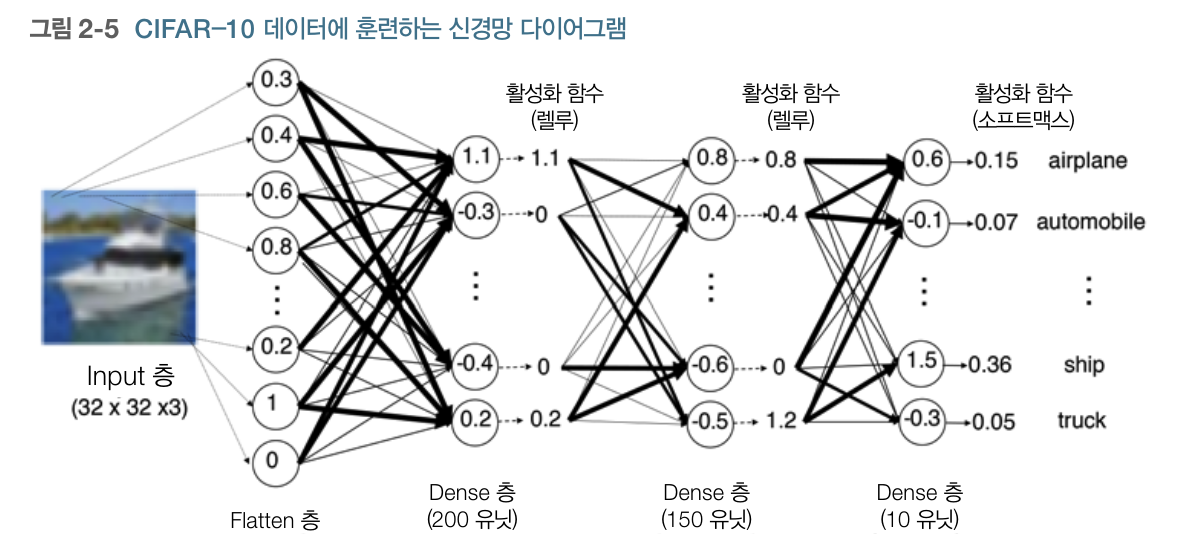 그림 2-5 CIFAR-10 데이터에 훈련하는 신경망 다이어그램
활성화 함수
(렐루)
활성화 함수
(렐루)
활성화 함수
(소프트맥스)
0.3
0.4
0.6
0.8
0.2
1
0
1.1
-0.3
-0.4
0.2
1.1
0
0
0.2
0.8
0.4
-0.6
-0.5
0.8
0.4
0
1.2
0.6
-0.1
1.5
-0.3
0.15
0.07
0.36
0.05
airplane
automobile
ship
truck
Input 층
(32 x 32 x3)
Flatten 층
Dense 층
(200 유닛)
Dense 층
(150 유닛)
Dense 층
(10 유닛)